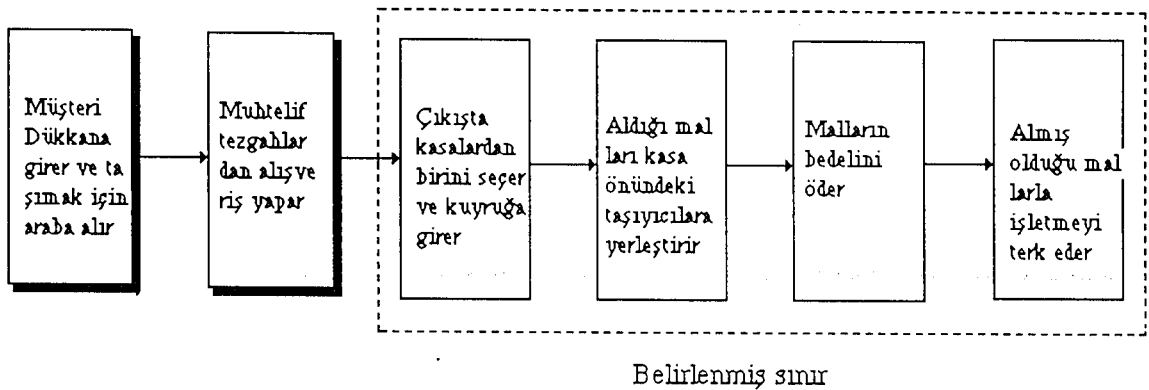 Müşteri
Dükkana
girer ve ta
şımak için
araba alır
Muhtelif
tezgahlar
dan alışve
riş yapar
Çıkışta
kasalardan
birini seçer
ve kuyruğa
girer
Aldığı mal
ları kasa
önündeki
taşıyıcılara
yerleştirir
Malların
bedelini
öder
Almış
olduğu mal
larla
işletmeyi
terk eder
Belirlenmiş sınır